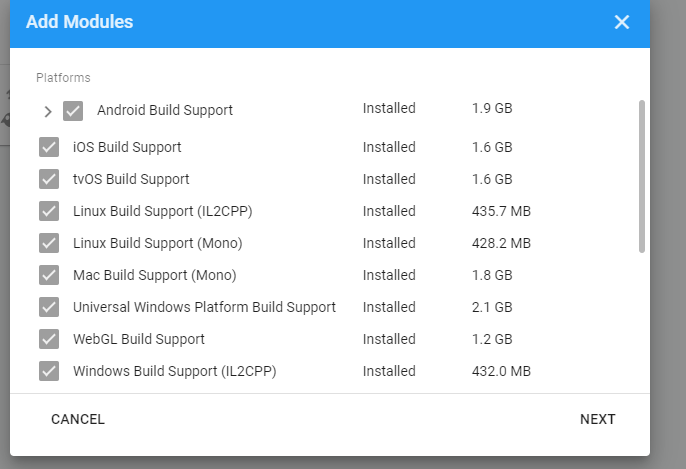 Add Modules
Platforms
Android Build Support Installed 1.9 GB
iOS Build Support Installed 1.6 GB
tvOS Build Support Installed 1.6 GB
Linux Build Support (IL2CPP) Installed 435.7 MB
Linux Build Support (Mono) Installed 428.2 MB
Mac Build Support (Mono) Installed 1.8 GB
Universal Windows Platform Build Support Installed 2.1 GB
WebGL Build Support Installed 1.2 GB
Windows Build Support (IL2CPP) Installed 432.0 MB
CANCEL NEXT